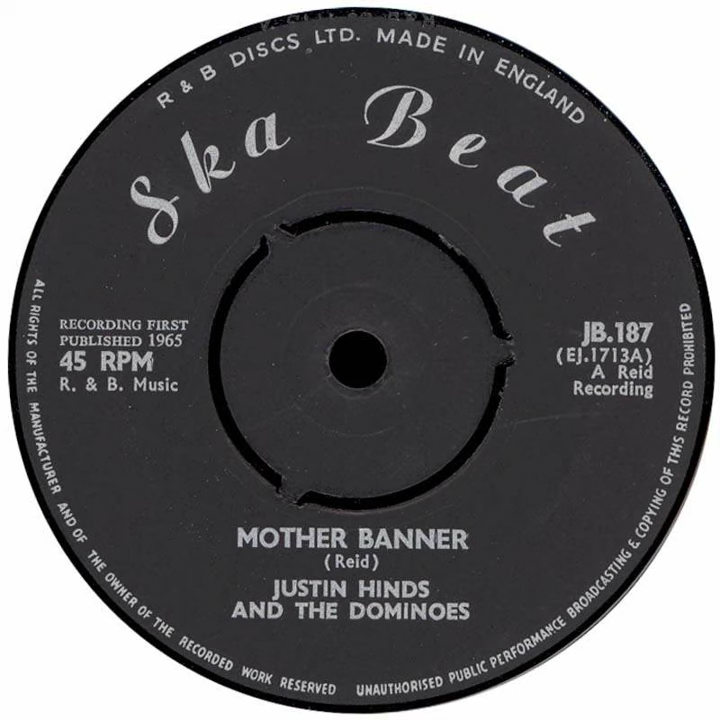 R & B DISCS LTD. MADE IN ENGLAND
Ska Beat
RECORDING FIRST
PUBLISHED 1965
45 RPM
R. & B. Music
JB.187
(EJ.1713A)
A Reid
Recording
MOTHER BANNER
(Reid)
JUSTIN HINDS
AND THE DOMINOES
ALL RIGHTS OF THE MANUFACTURER AND OF THE OWNER OF THE RECORDED WORK RESERVED UNAUTHORISED PUBLIC PERFORMANCE BROADCASTING & COPYING OF THIS RECORD PROHIBITED